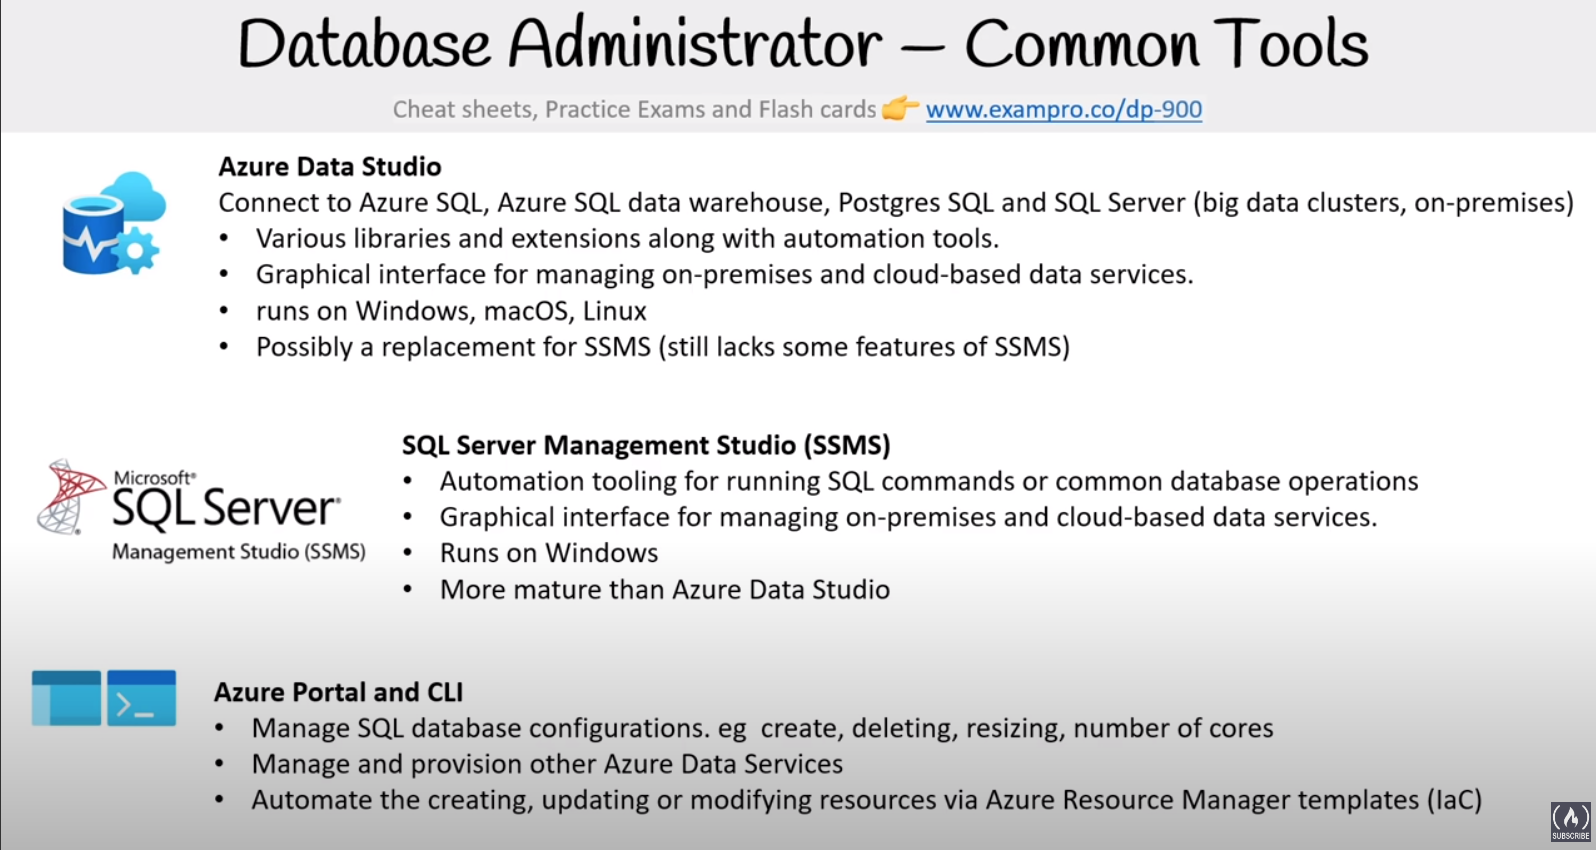 Database Administrator – Common Tools
Cheat sheets, Practice Exams and Flash cards 👉 www.exampro.co/dp-900
Azure Data Studio
Connect to Azure SQL, Azure SQL data warehouse, Postgres SQL and SQL Server (big data clusters, on-premises)
• Various libraries and extensions along with automation tools.
• Graphical interface for managing on-premises and cloud-based data services.
• runs on Windows, macOS, Linux
• Possibly a replacement for SSMS (still lacks some features of SSMS)
Microsoft®
SQL Server®
Management Studio (SSMS)
SQL Server Management Studio (SSMS)
• Automation tooling for running SQL commands or common database operations
• Graphical interface for managing on-premises and cloud-based data services.
• Runs on Windows
• More mature than Azure Data Studio
Azure Portal and CLI
• Manage SQL database configurations. eg  create, deleting, resizing, number of cores
• Manage and provision other Azure Data Services
• Automate the creating, updating or modifying resources via Azure Resource Manager templates (IaC)
SUBSCRIBE